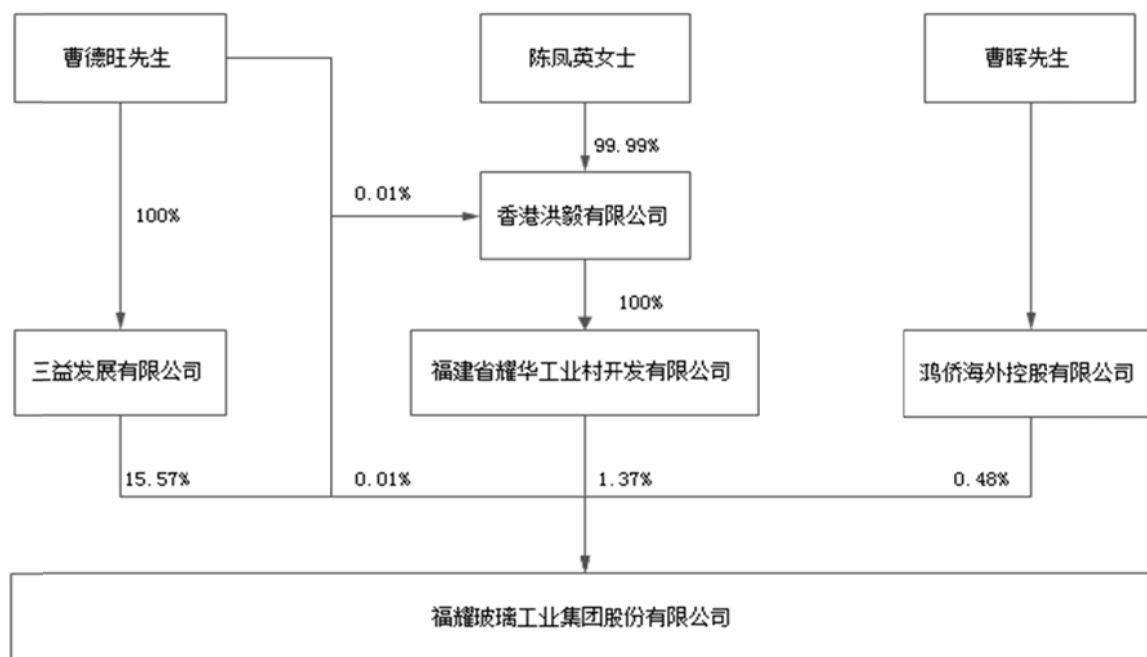 曹德旺先生
陈凤英女士
曹晖先生
99.99%
0.01%
100%
香港洪毅有限公司
100%
三益发展有限公司
福建省耀华工业村开发有限公司
鸿侨海外控股有限公司
15.57%
0.01%
1.37%
0.48%
福耀玻璃工业集团股份有限公司